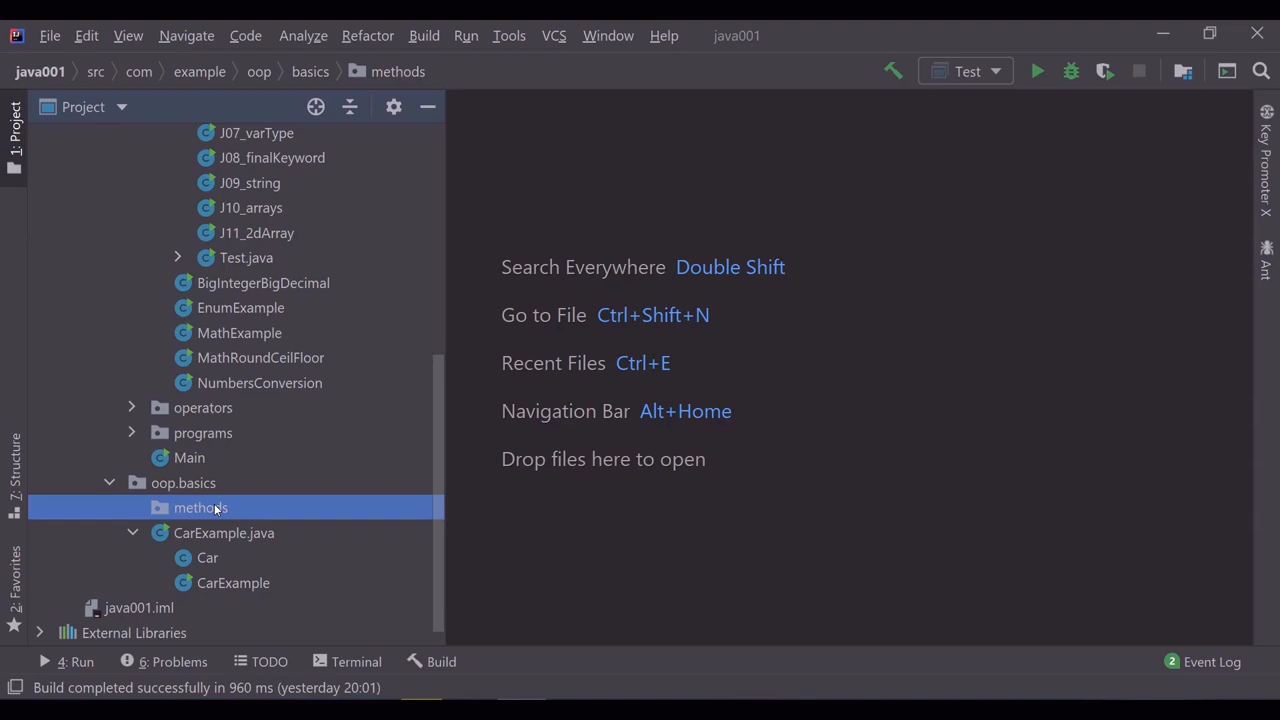 File Edit View Navigate Code Analyze Refactor Build Run Tools VCS Window Help java001
java001 src com example oop basics methods Test
1: Project
Project
J07_varType
J08_finalKeyword
J09_string
J10_arrays
J11_2dArray
Test.java
BigIntegerBigDecimal
EnumExample
MathExample
MathRoundCeilFloor
NumbersConversion
operators
programs
Main
oop.basics
methods
CarExample.java
Car
CarExample
java001.iml
External Libraries
7: Structure
2: Favorites
Search Everywhere Double Shift
Go to File Ctrl+Shift+N
Recent Files Ctrl+E
Navigation Bar Alt+Home
Drop files here to open
Key Promoter X
Ant
4: Run 6: Problems TODO Terminal Build 2 Event Log
Build completed successfully in 960 ms (yesterday 20:01)